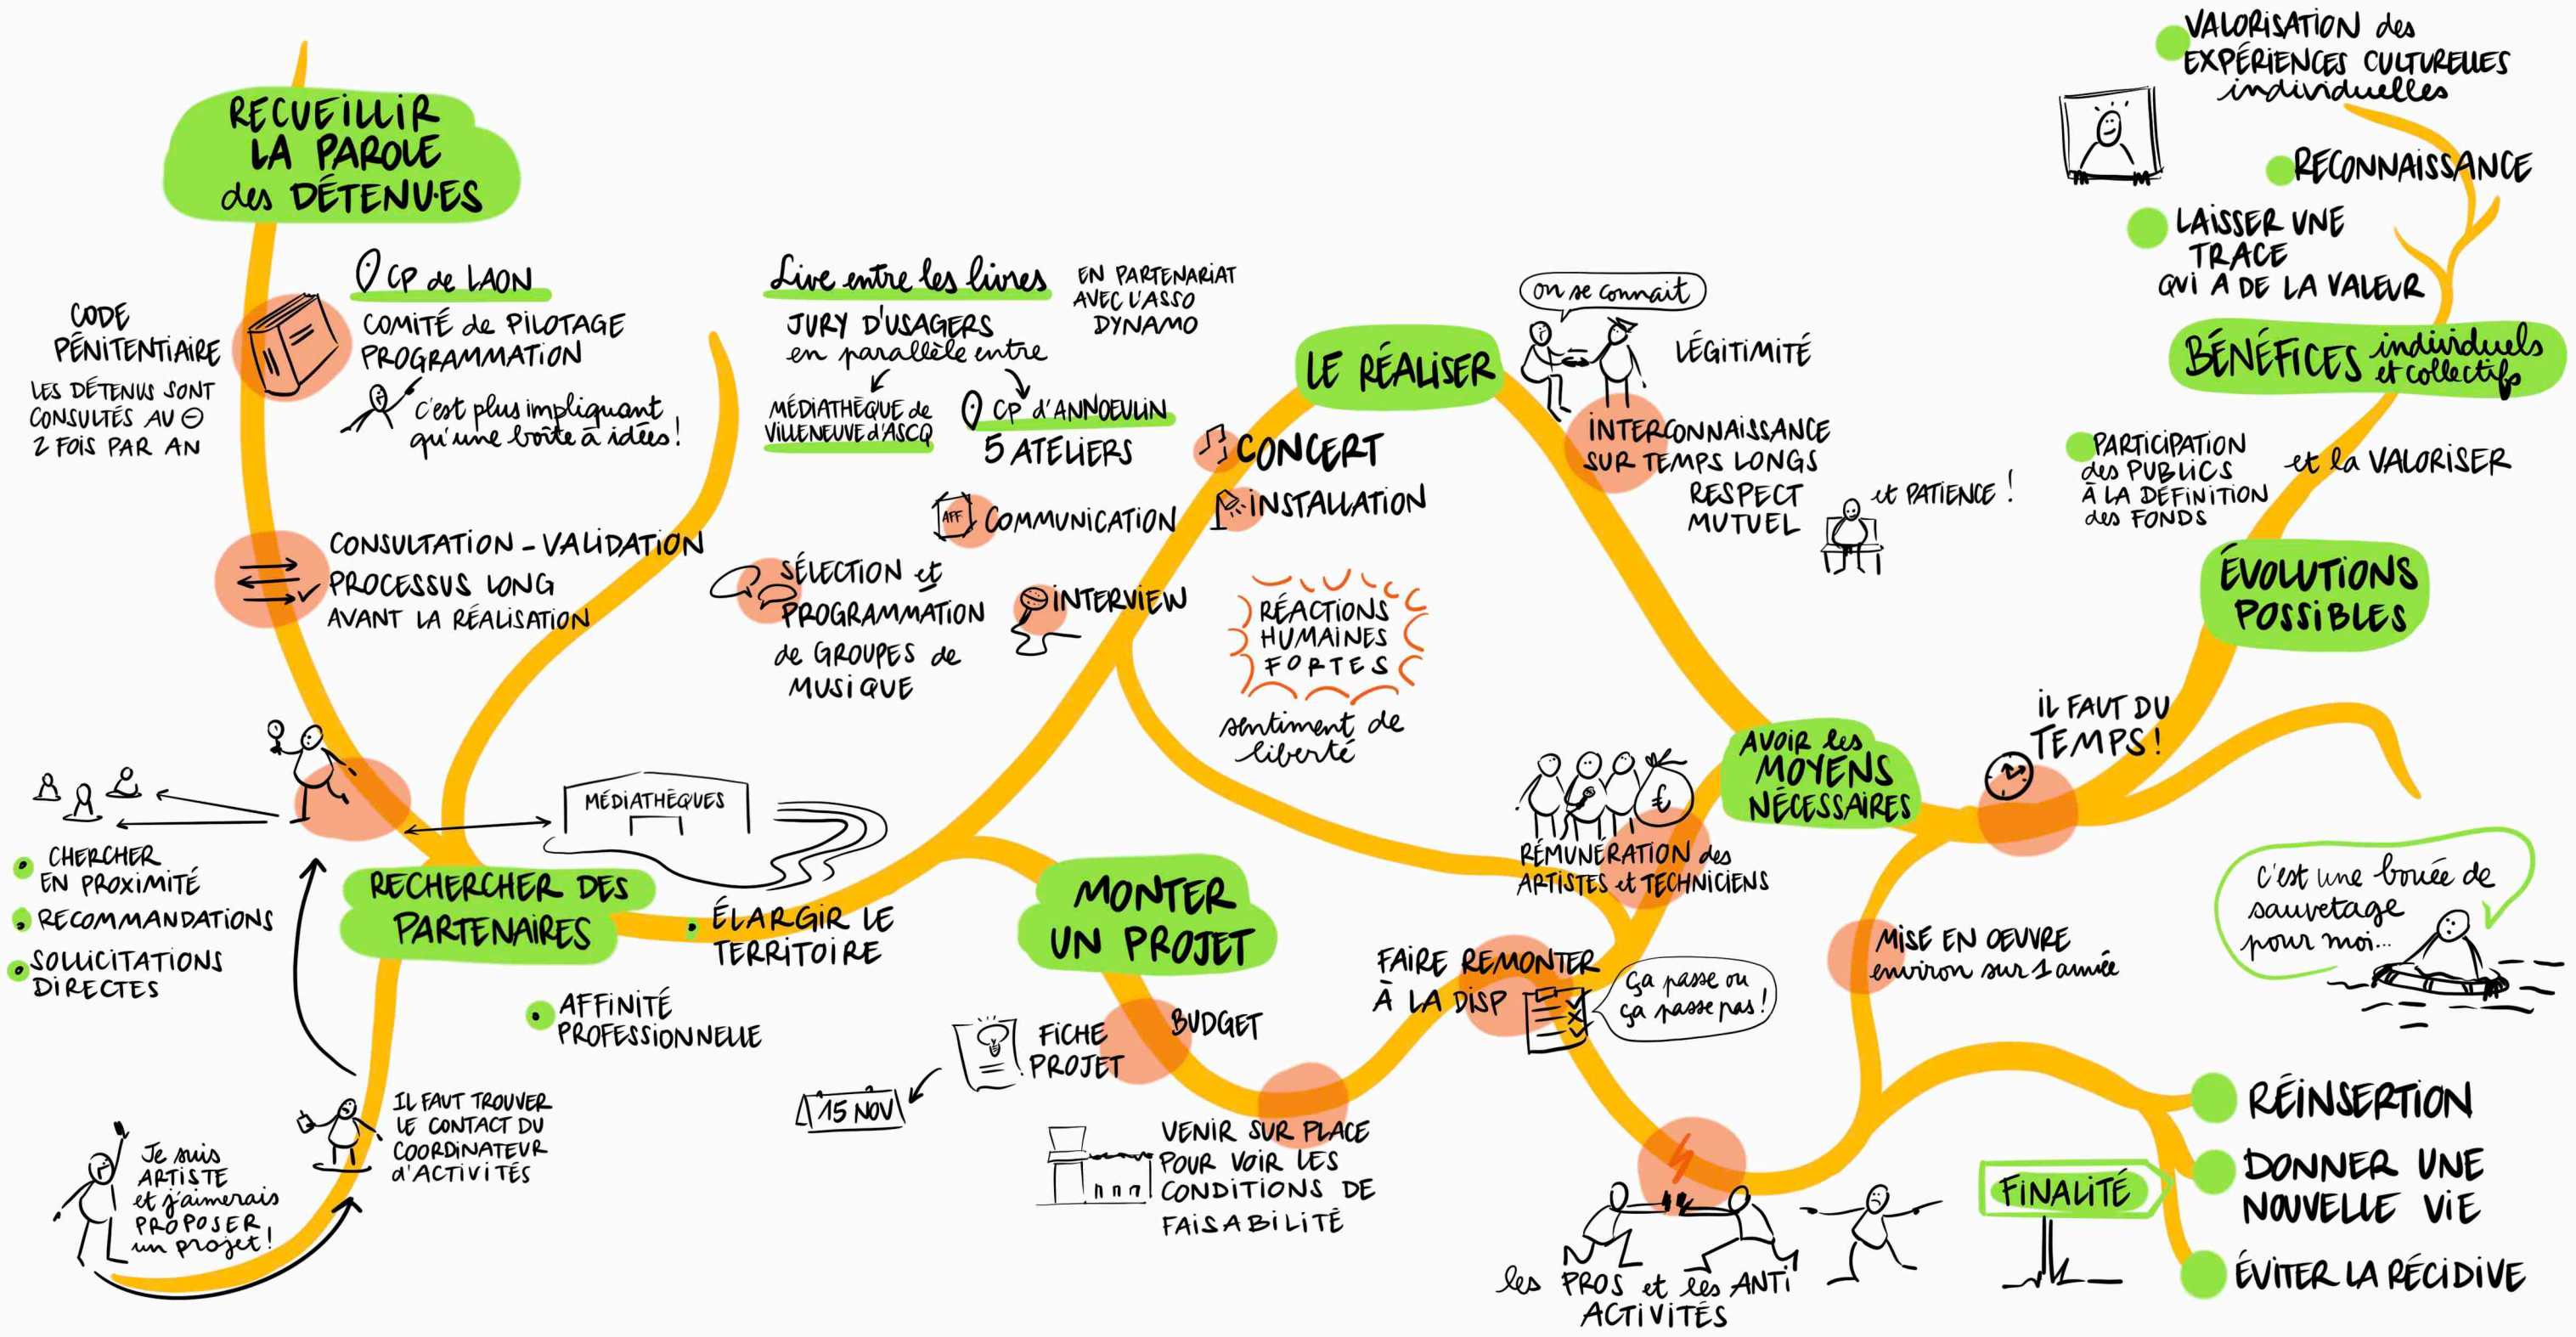 RECUEILLIR
LA PAROLE
des DÉTENU·ES
CP de LAON
COMITÉ de PILOTAGE
PROGRAMMATION
c'est plus impliquant
qu'une boîte à idées!
CODE
PÉNITENTIAIRE
LES DÉTENUS SONT
CONSULTÉS AU ⊖
2 FOIS PAR AN
CONSULTATION - VALIDATION
PROCESSUS LONG
AVANT LA RÉALISATION
MÉDIATHÈQUES
CHERCHER
EN PROXIMITÉ
RECOMMANDATIONS
SOLLICITATIONS
DIRECTES
RECHERCHER DES
PARTENAIRES
ÉLARGIR LE
TERRITOIRE
AFFINITÉ
PROFESSIONNELLE
Je suis
ARTISTE
et j'aimerais
PROPOSER
un projet!
IL FAUT TROUVER
LE CONTACT DU
COORDINATEUR
d'ACTIVITÉS
Live entre les livres
EN PARTENARIAT
AVEC L'ASSO
DYNAMO
JURY D'USAGERS
en parallèle entre
MÉDIATHÈQUE de
VILLENEUVE d'ASCQ
CP d'ANNOEULIN
5 ATELIERS
CONCERT
INSTALLATION
AFF
COMMUNICATION
SÉLECTION et
PROGRAMMATION
de GROUPES de
MUSIQUE
INTERVIEW
RÉACTIONS
HUMAINES
FORTES
sentiment de
liberté
LE RÉALISER
on se connait
LÉGITIMITÉ
INTERCONNAISSANCE
SUR TEMPS LONGS
RESPECT
MUTUEL
et PATIENCE !
MONTER
UN PROJET
FICHE
PROJET
15 NOV
BUDGET
VENIR SUR PLACE
POUR VOIR LES
CONDITIONS DE
FAISABILITÉ
FAIRE REMONTER
À LA DISP
ça passe ou
ça passe pas!
€
RÉMUNÉRATION des
ARTISTES et TECHNICIENS
AVOIR les
MOYENS
NÉCESSAIRES
les PROS et les ANTI
ACTIVITÉS
IL FAUT DU
TEMPS!
MISE EN OEUVRE
environ sur 1 année
ÉVOLUTIONS
POSSIBLES
PARTICIPATION
des PUBLICS
À LA DÉFINITION
des FONDS
et la VALORISER
BÉNÉFICES individuels
et collectifs
VALORISATION des
EXPÉRIENCES CULTURELLES
individuelles
RECONNAISSANCE
LAISSER UNE
TRACE
QUI A DE LA VALEUR
c'est une bouée de
sauvetage
pour moi...
FINALITÉ
RÉINSERTION
DONNER UNE
NOUVELLE VIE
ÉVITER LA RÉCIDIVE